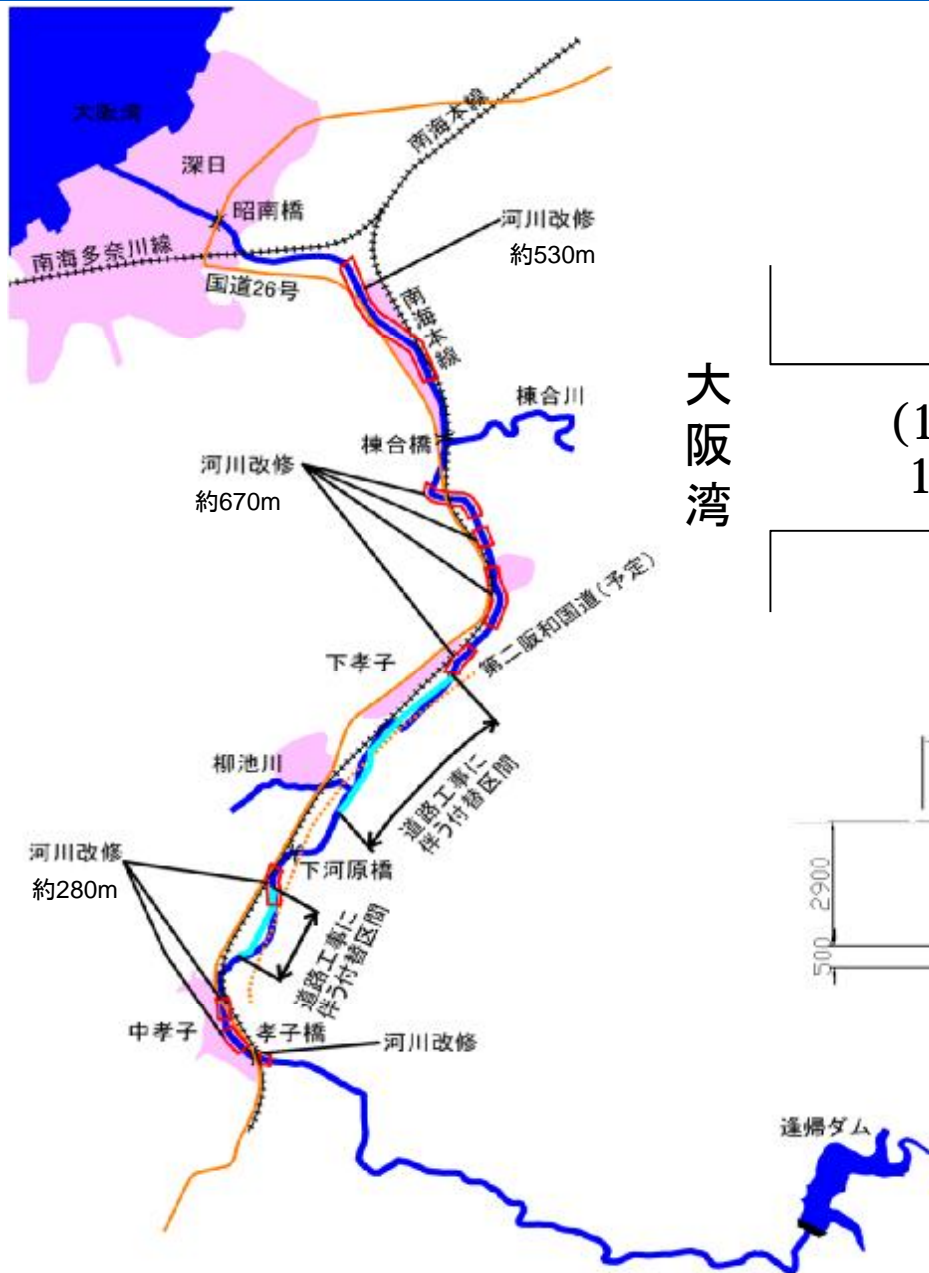 大阪湾
深日
昭南橋
南海多奈川線
国道26号
南海本線
河川改修
約530m
南海本線
棟合川
棟合橋
河川改修
約670m
大阪湾
(1
1
第二阪和国道(予定)
下孝子
柳池川
道路工事に
伴う付替区間
河川改修
約280m
下河原橋
道路工事に
伴う付替区間
2900
500
中孝子
孝子橋
河川改修
逢帰ダム